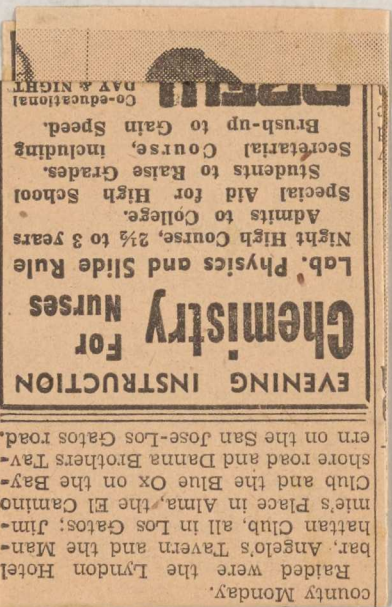 county Monday.
Raided were the Lyndon Hotel
bar, Angelo's Tavern and the Man-
hattan Club, all in Los Gatos; Jim-
mie's Place in Alma, the El Camino
Club and the Blue Ox on the Bay-
shore road and Danna Brothers Tav-
ern on the San Jose-Los Gatos road.
EVENING INSTRUCTION
Chemistry For Nurses
Lab. Physics and Slide Rule
Night High Course, 2½ to 3 years
Admits to College.
Special Aid for High School
Students to Raise Grades.
Secretarial Course, including
Brush-up to Gain Speed.
Co-educational
DAY & NIGHT